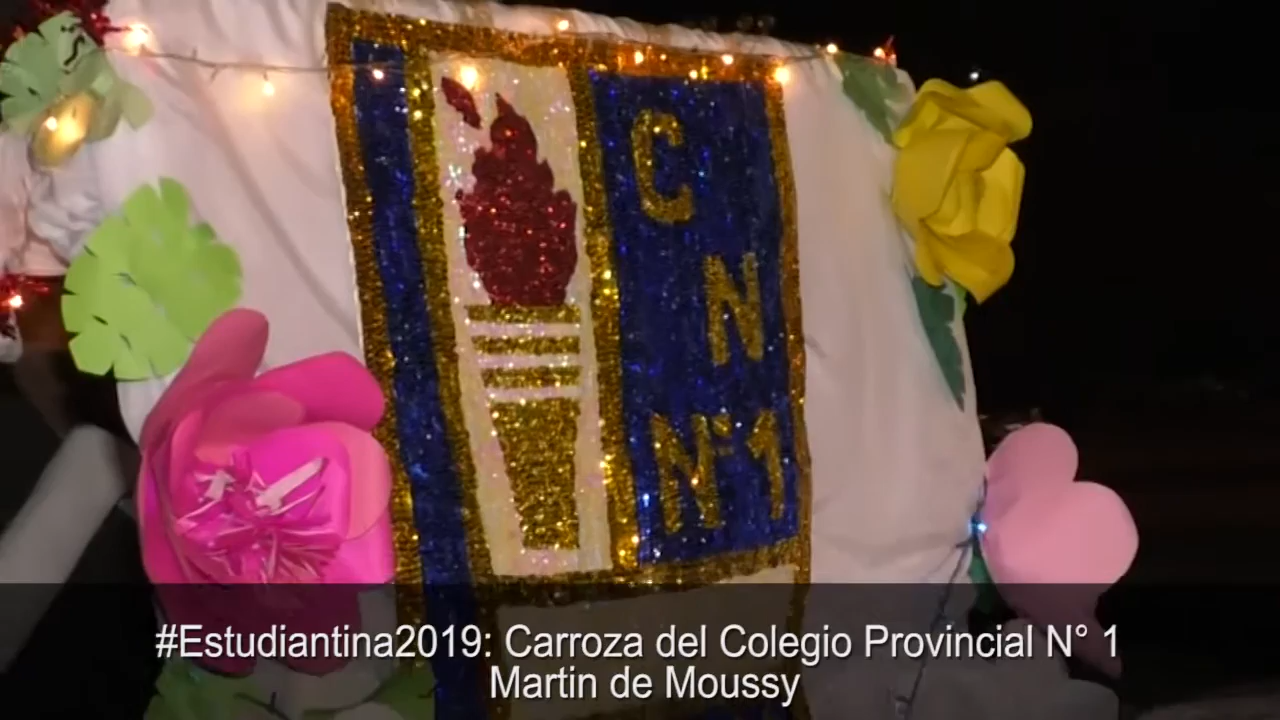 C
N
N° 1
#Estudiantina2019: Carroza del Colegio Provincial N° 1
Martin de Moussy